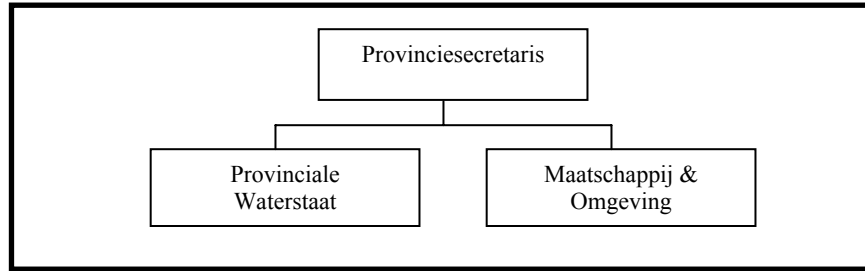 Provinciesecretaris
Provinciale
Waterstaat
Maatschappij &
Omgeving